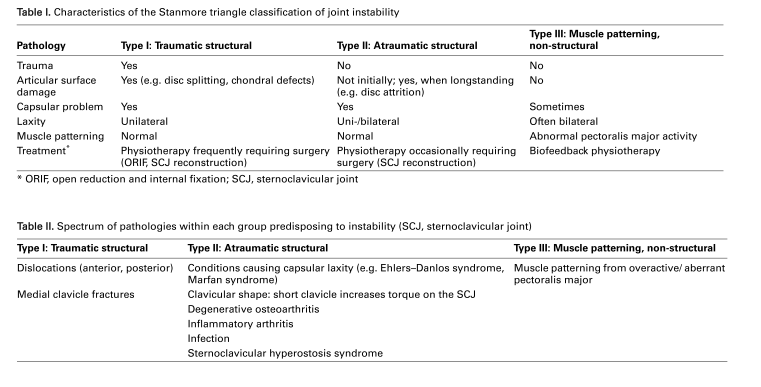 Table I. Characteristics of the Stanmore triangle classification of joint instability
Pathology Type I: Traumatic structural Type II: Atraumatic structural Type III: Muscle patterning, non-structural
Trauma Yes No No
Articular surface damage Yes (e.g. disc splitting, chondral defects) Not initially; yes, when longstanding (e.g. disc attrition) No
Capsular problem Yes Yes Sometimes
Laxity Unilateral Uni-/bilateral Often bilateral
Muscle patterning Normal Normal Abnormal pectoralis major activity
Treatment* Physiotherapy frequently requiring surgery (ORIF, SCJ reconstruction) Physiotherapy occasionally requiring surgery (SCJ reconstruction) Biofeedback physiotherapy
* ORIF, open reduction and internal fixation; SCJ, sternoclavicular joint
Table II. Spectrum of pathologies within each group predisposing to instability (SCJ, sternoclavicular joint)
Type I: Traumatic structural Type II: Atraumatic structural Type III: Muscle patterning, non-structural
Dislocations (anterior, posterior) Conditions causing capsular laxity (e.g. Ehlers–Danlos syndrome, Marfan syndrome) Muscle patterning from overactive/ aberrant pectoralis major
Medial clavicle fractures Clavicular shape: short clavicle increases torque on the SCJ
Degenerative osteoarthritis
Inflammatory arthritis
Infection
Sternoclavicular hyperostosis syndrome